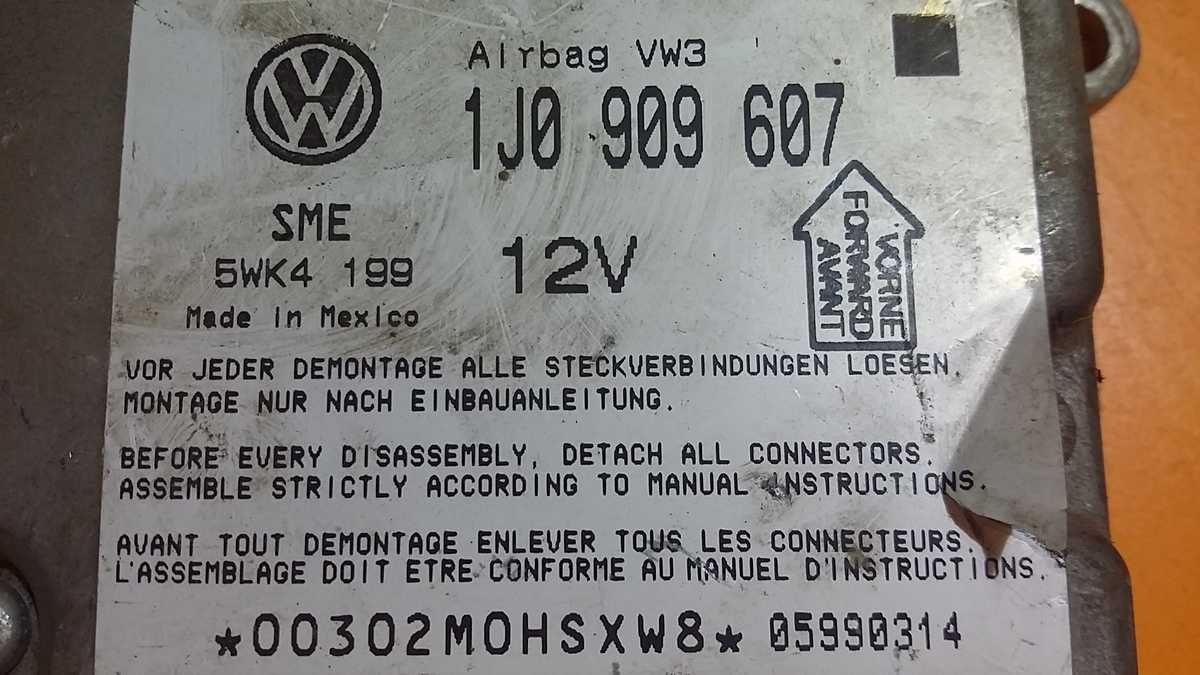 Airbag VW3
1J0 909 607
SME
5WK4 199
12V
Made in Mexico
VORNE
FORWARD
AVANT
VOR JEDER DEMONTAGE ALLE STECKVERBINDUNGEN LOESEN.
MONTAGE NUR NACH EINBAUANLEITUNG.
BEFORE EVERY DISASSEMBLY, DETACH ALL CONNECTORS.
ASSEMBLE STRICTLY ACCORDING TO MANUAL INSTRUCTIONS.
AVANT TOUT DEMONTAGE ENLEVER TOUS LES CONNECTEURS.
L'ASSEMBLAGE DOIT ETRE CONFORME AU MANUEL D'INSTRUCTIONS.
*00302M0HSXW8* 05990314